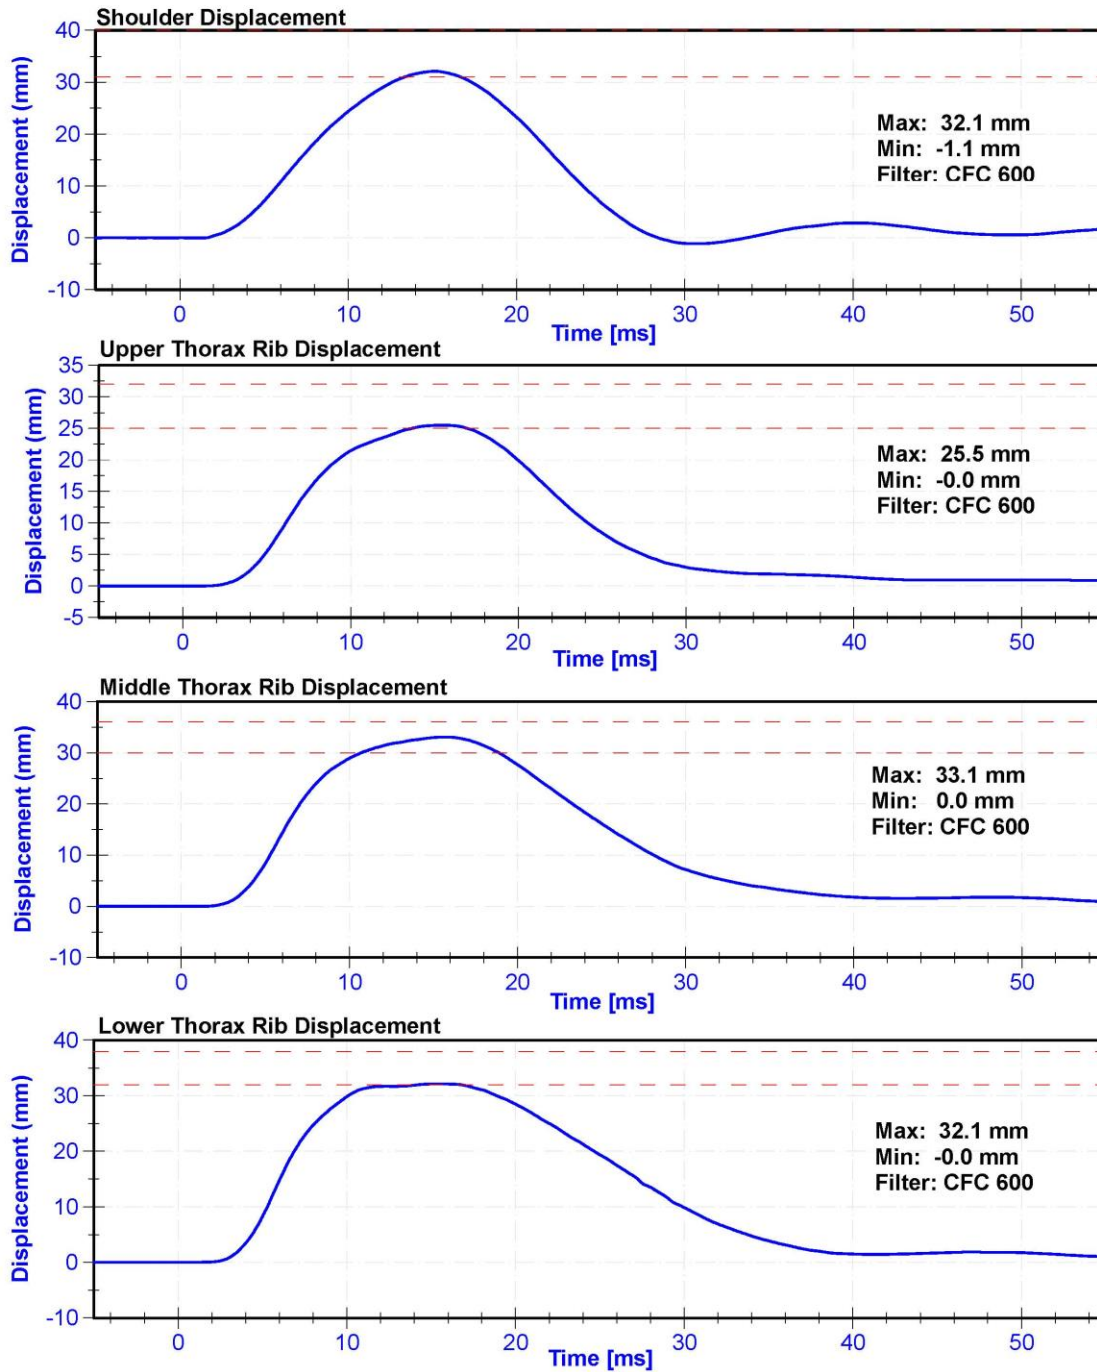 Shoulder Displacement
Displacement (mm)
40
30
20
10
0
-10
Max: 32.1 mm
Min: -1.1 mm
Filter: CFC 600
0 10 20 30 40 50
Time [ms]
Upper Thorax Rib Displacement
Displacement (mm)
35
30
25
20
15
10
5
0
-5
Max: 25.5 mm
Min: -0.0 mm
Filter: CFC 600
0 10 20 30 40 50
Time [ms]
Middle Thorax Rib Displacement
Displacement (mm)
40
30
20
10
0
-10
Max: 33.1 mm
Min: 0.0 mm
Filter: CFC 600
0 10 20 30 40 50
Time [ms]
Lower Thorax Rib Displacement
Displacement (mm)
40
30
20
10
0
-10
Max: 32.1 mm
Min: -0.0 mm
Filter: CFC 600
0 10 20 30 40 50
Time [ms]